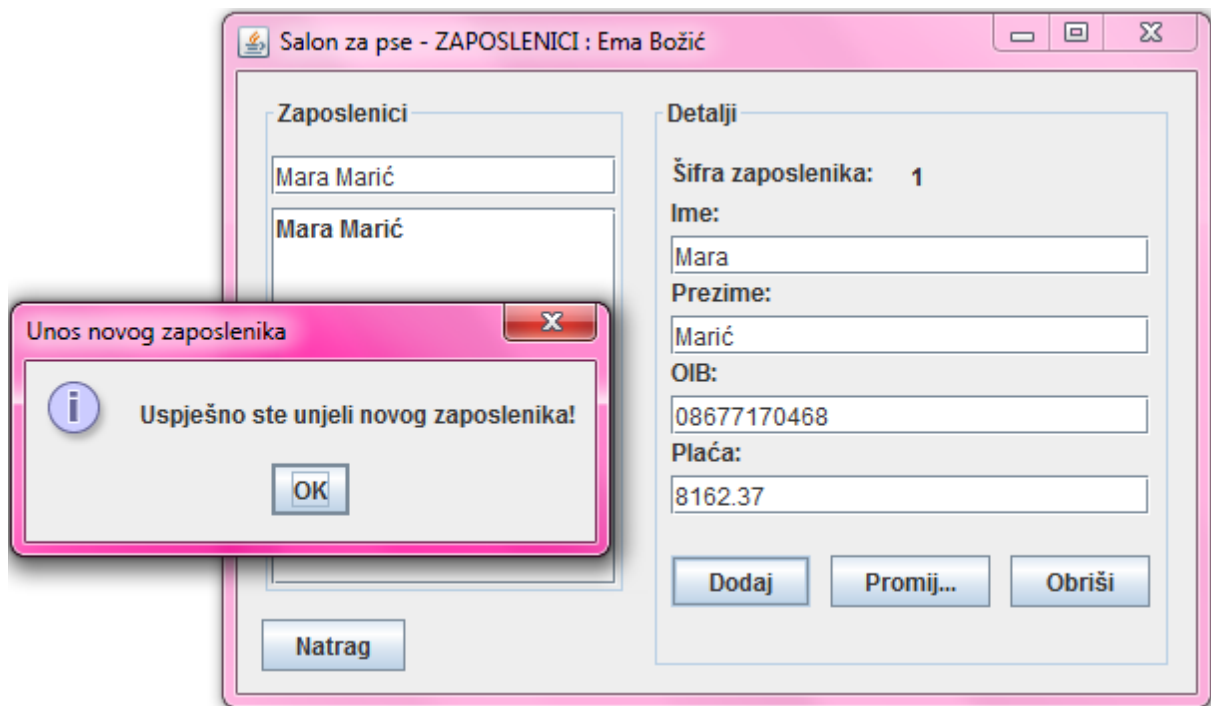 Salon za pse - ZAPOSLENICI : Ema Božić
Zaposlenici
Mara Marić
Mara Marić
Natrag
Detalji
Šifra zaposlenika: 1
Ime:
Mara
Prezime:
Marić
OIB:
08677170468
Plaća:
8162.37
Dodaj Promij... Obriši
Unos novog zaposlenika
Uspješno ste unjeli novog zaposlenika!
OK